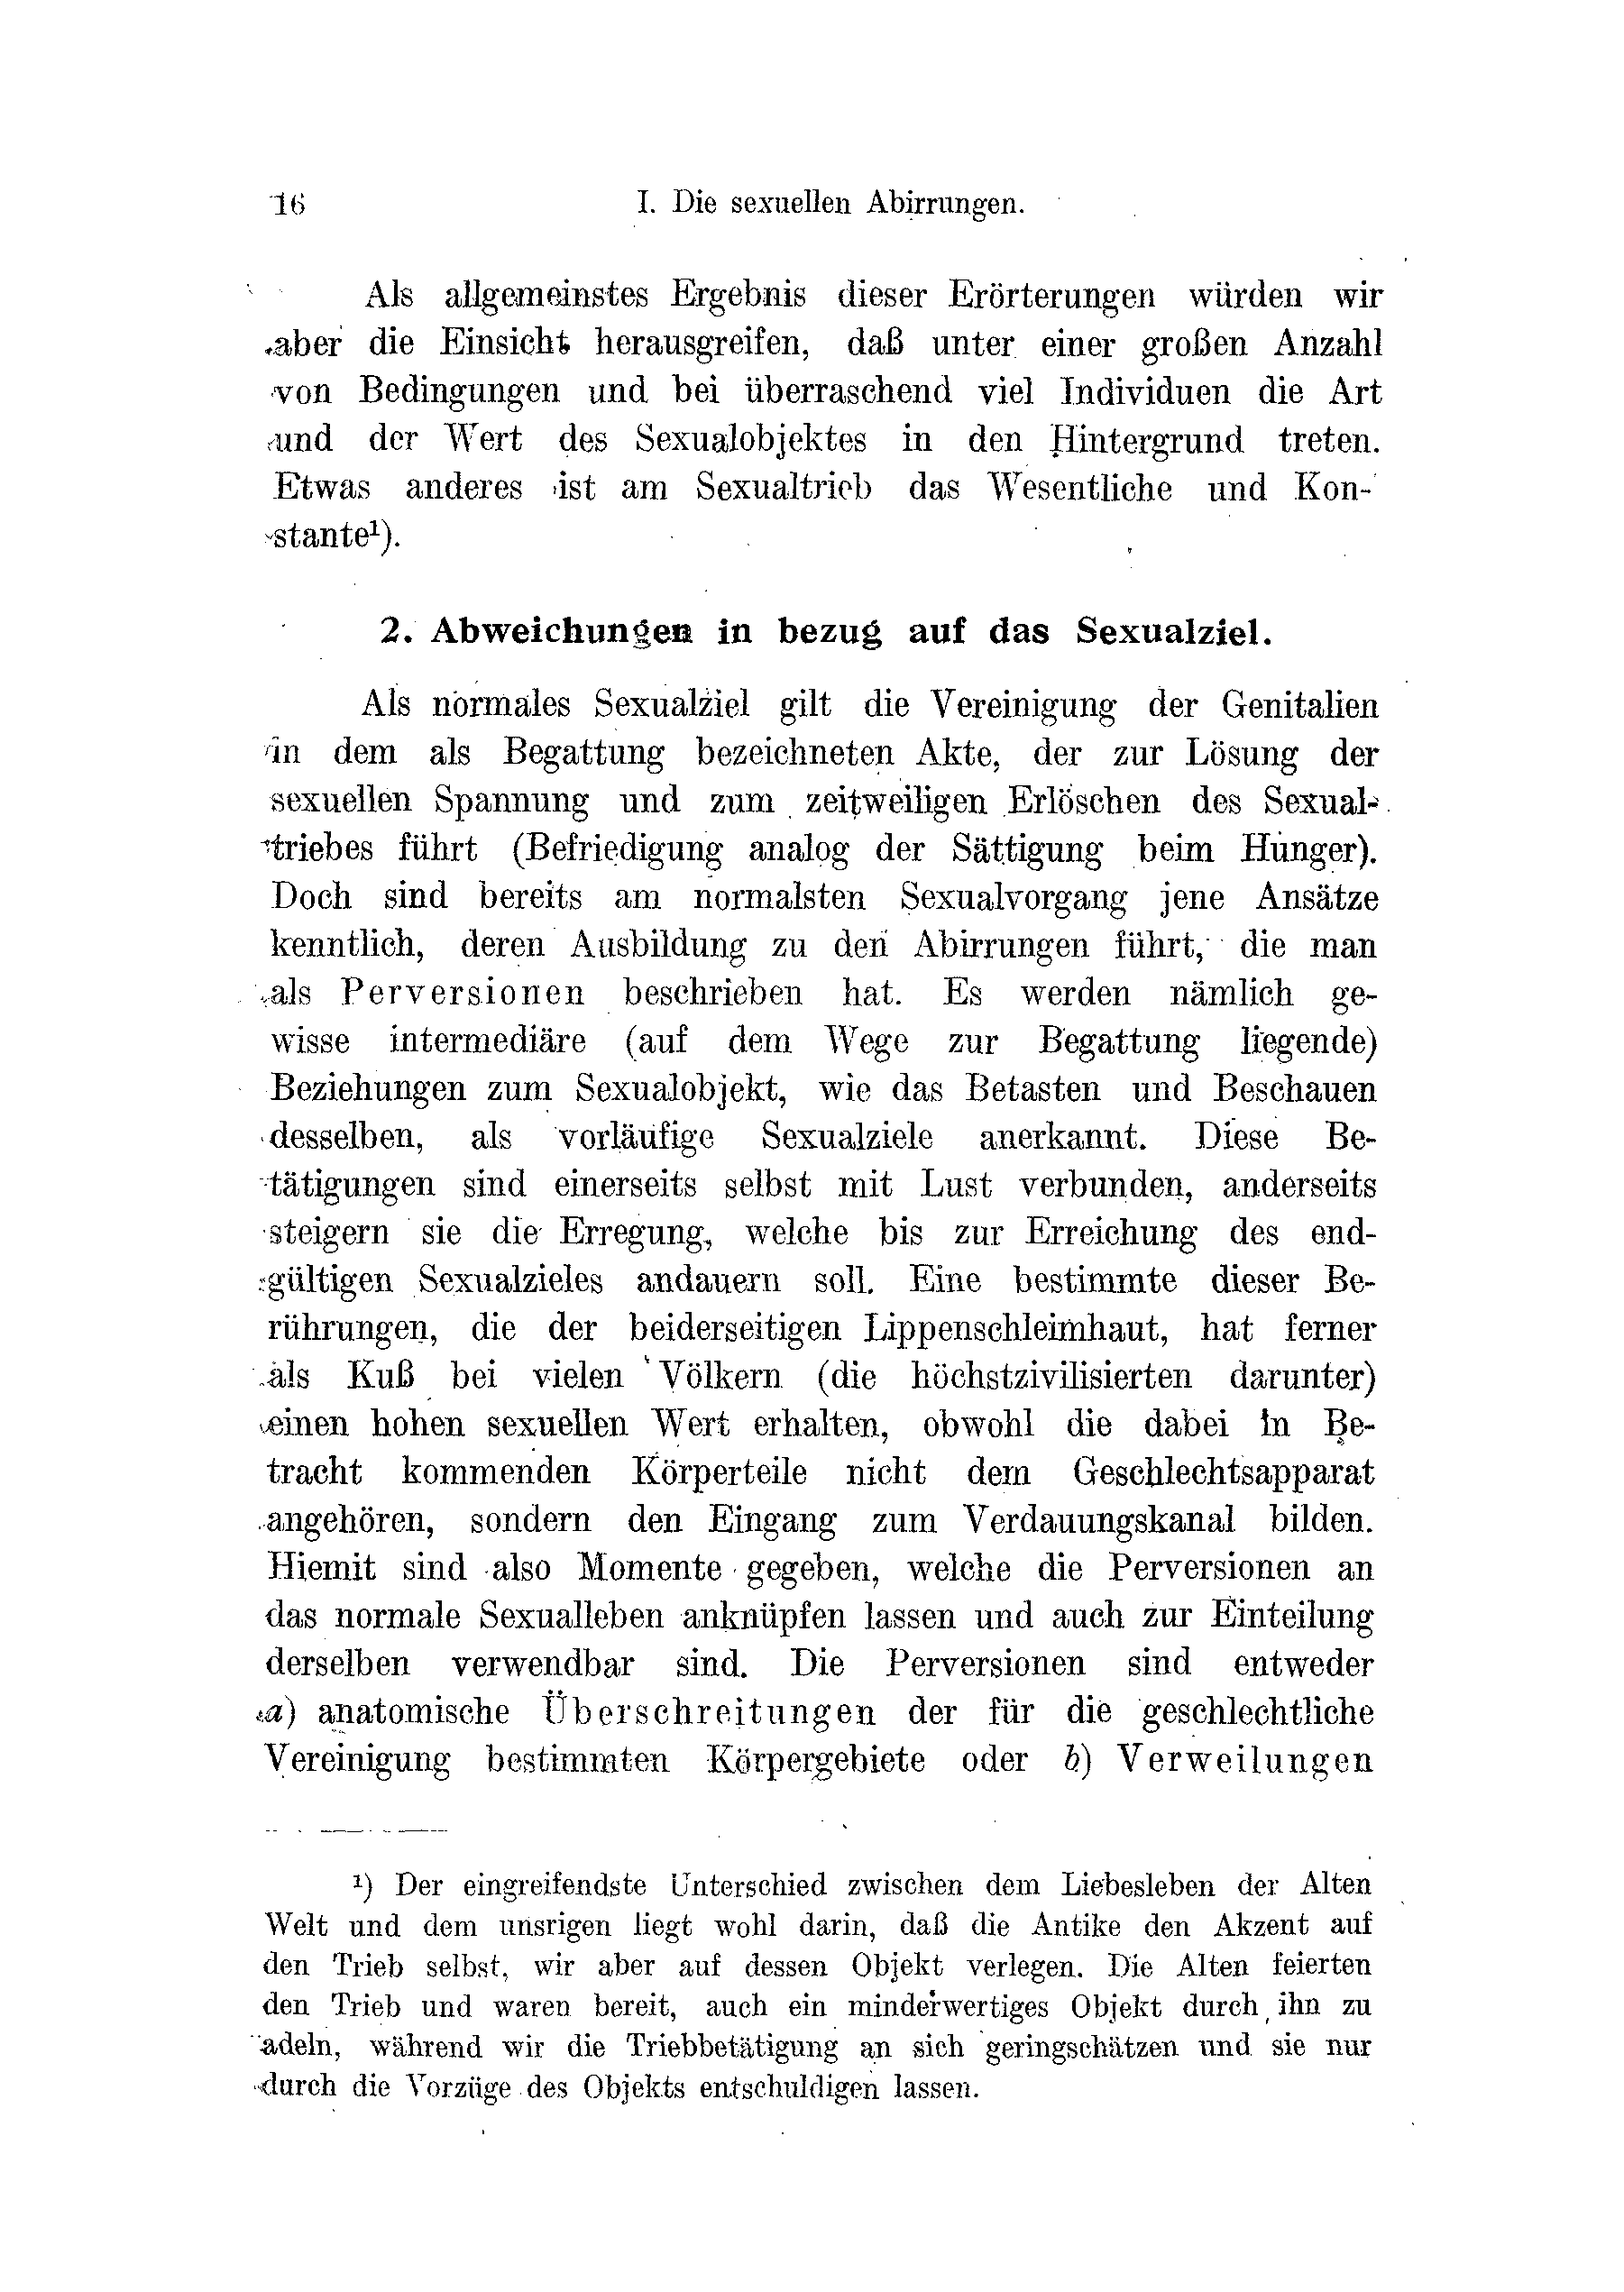 16
I. Die sexuellen Abirrungen.
Als allgemeinstes Ergebnis dieser Erörterungen würden wir
aber die Einsicht herausgreifen, daß unter einer großen Anzahl
von Bedingungen und bei überraschend viel Individuen die Art
und der Wert des Sexualobjektes in den Hintergrund treten.
Etwas anderes ist am Sexualtrieb das Wesentliche und Kon-
stante¹).
2. Abweichungen in bezug auf das Sexualziel.
Als normales Sexualziel gilt die Vereinigung der Genitalien
in dem als Begattung bezeichneten Akte, der zur Lösung der
sexuellen Spannung und zum zeitweiligen Erlöschen des Sexual-
triebes führt (Befriedigung analog der Sättigung beim Hunger).
Doch sind bereits am normalsten Sexualvorgang jene Ansätze
kenntlich, deren Ausbildung zu den Abirrungen führt, die man
als Perversionen beschrieben hat. Es werden nämlich ge-
wisse intermediäre (auf dem Wege zur Begattung liegende)
Beziehungen zum Sexualobjekt, wie das Betasten und Beschauen
desselben, als vorläufige Sexualziele anerkannt. Diese Be-
tätigungen sind einerseits selbst mit Lust verbunden, anderseits
steigern sie die Erregung, welche bis zur Erreichung des end-
gültigen Sexualzieles andauern soll. Eine bestimmte dieser Be-
rührungen, die der beiderseitigen Lippenschleimhaut, hat ferner
als Kuß bei vielen Völkern (die höchstzivilisierten darunter)
einen hohen sexuellen Wert erhalten, obwohl die dabei in Be-
tracht kommenden Körperteile nicht dem Geschlechtsapparat
angehören, sondern den Eingang zum Verdauungskanal bilden.
Hiemit sind also Momente gegeben, welche die Perversionen an
das normale Sexualleben anknüpfen lassen und auch zur Einteilung
derselben verwendbar sind. Die Perversionen sind entweder
a) anatomische Überschreitungen der für die geschlechtliche
Vereinigung bestimmten Körpergebiete oder b) Verweilungen
¹) Der eingreifendste Unterschied zwischen dem Liebesleben der Alten
Welt und dem unsrigen liegt wohl darin, daß die Antike den Akzent auf
den Trieb selbst, wir aber auf dessen Objekt verlegen. Die Alten feierten
den Trieb und waren bereit, auch ein minderwertiges Objekt durch ihn zu
adeln, während wir die Triebbetätigung an sich geringschätzen und sie nur
durch die Vorzüge des Objekts entschuldigen lassen.